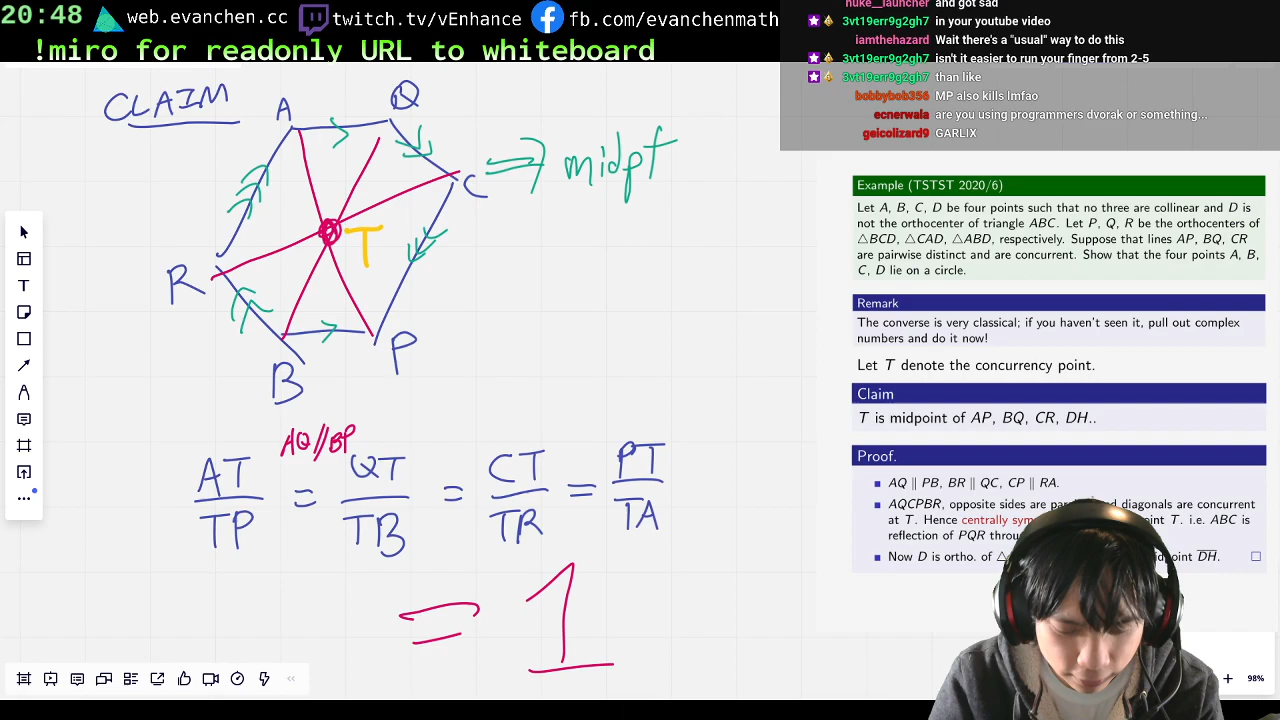 20:48 web.evanchen.cc twitch.tv/vEnhance fb.com/evanchenmath
!miro for readonly URL to whiteboard
nuke__launcher and got sad
3vt19err9g2gh7 in your youtube video
iamthehazard Wait there's a "usual" way to do this
3vt19err9g2gh7 isn't it easier to run your finger from 2-5
3vt19err9g2gh7 than like
bobbybob356 MP also kills lmfao
ecnerwala are you using programmers dvorak or something...
geicolizard9 GARLIX
CLAIM
A
Q
C
⇒ midpt
T
R
B
P
AQ//BP
AT/TP = QT/TB = CT/TR = PT/TA
= 1
Example (TSTST 2020/6)
Let A, B, C, D be four points such that no three are collinear and D is
not the orthocenter of triangle ABC. Let P, Q, R be the orthocenters of
△BCD, △CAD, △ABD, respectively. Suppose that lines AP, BQ, CR
are pairwise distinct and are concurrent. Show that the four points A, B,
C, D lie on a circle.
Remark
The converse is very classical; if you haven't seen it, pull out complex
numbers and do it now!
Let T denote the concurrency point.
Claim
T is midpoint of AP, BQ, CR, DH..
Proof.
AQ ∥ PB, BR ∥ QC, CP ∥ RA.
AQCPBR, opposite sides are diagonals are concurrent
at T. Hence centrally point T. i.e. ABC is
reflection of PQR
Now D is ortho. of DH.
98%